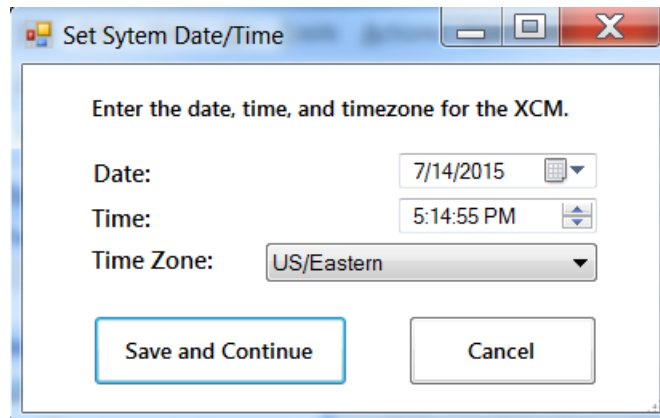 Set Sytem Date/Time
Enter the date, time, and timezone for the XCM.
Date: 7/14/2015
Time: 5:14:55 PM
Time Zone: US/Eastern
Save and Continue Cancel